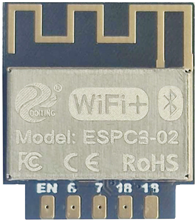 WiFi+
Model: ESPC3-02
FC CE RoHS
EN 6 7 18 19